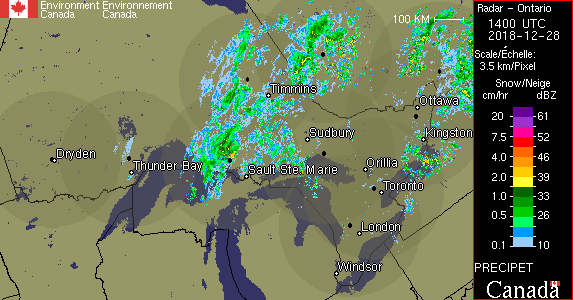 Environment Environnement
Canada Canada
100 KM
Timmins
Ottawa
Sudbury
Kingston
Dryden
Thunder Bay
Sault Ste. Marie
Orillia
Toronto
London
Windsor
Radar - Ontario
1400 UTC
2018-12-28
Scale/Échelle:
3.5 km/Pixel
Snow/Neige
cm/hr dBZ
20 61
7.5 52
4.0 46
2.0 39
1.0 33
0.5 26
0.2 18
0.1 10
PRECIPET
Canada